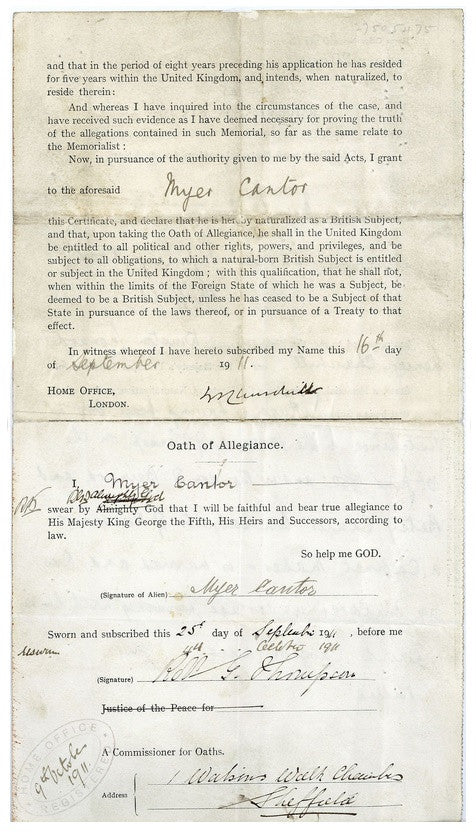 and that in the period of eight years preceding his application he has resided
for five years within the United Kingdom, and intends, when naturalized, to
reside therein:
And whereas I have inquired into the circumstances of the case, and
have received such evidence as I have deemed necessary for proving the truth
of the allegations contained in such Memorial, so far as the same relate to
the Memorialist:
Now, in pursuance of the authority given to me by the said Acts, I grant
to the aforesaid Myer Cantor
this Certificate, and declare that he is hereby naturalized as a British Subject,
and that, upon taking the Oath of Allegiance, he shall in the United Kingdom
be entitled to all political and other rights, powers, and privileges, and be
subject to all obligations, to which a natural-born British Subject is entitled
or subject in the United Kingdom; with this qualification, that he shall not,
when within the limits of the Foreign State of which he was a Subject, be
deemed to be a British Subject, unless he has ceased to be a Subject of that
State in pursuance of the laws thereof, or in pursuance of a Treaty to that
effect.
In witness whereof I have hereto subscribed my Name this 16th day
of September 1911.
HOME OFFICE,
LONDON.
Oath of Allegiance.
I, Myer Cantor
by Almighty God
swear by Almighty God that I will be faithful and bear true allegiance to
His Majesty King George the Fifth, His Heirs and Successors, according to
law.
So help me GOD.
(Signature of Alien) Myer Cantor
Sworn and subscribed this 25th day of September 1911, before me
resworn October 1911
(Signature) G. Thompson
Justice of the Peace for
A Commissioner for Oaths.
Address 1 Watsons Walk Chambers
Sheffield
HOME OFFICE
REGISTERED
9th October
1911